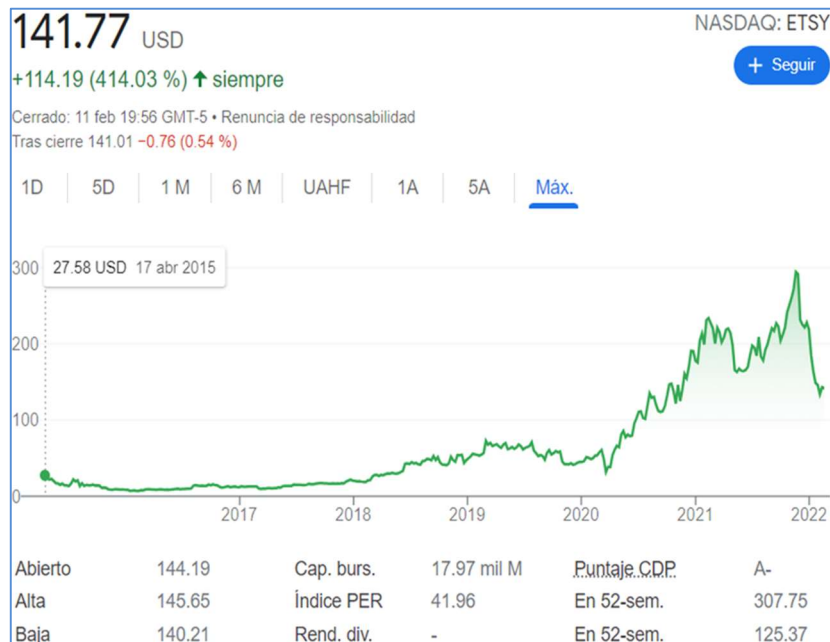 141.77 USD
NASDAQ: ETSY
+114.19 (414.03 %) ↑ siempre
+ Seguir
Cerrado: 11 feb 19:56 GMT-5 • Renuncia de responsabilidad
Tras cierre 141.01 −0.76 (0.54 %)
1D 5D 1 M 6 M UAHF 1A 5A Máx.
27.58 USD 17 abr 2015
300
200
100
0
2017 2018 2019 2020 2021 2022
Abierto 144.19 Cap. burs. 17.97 mil M Puntaje CDP A-
Alta 145.65 Índice PER 41.96 En 52-sem. 307.75
Baja 140.21 Rend. div. - En 52-sem. 125.37